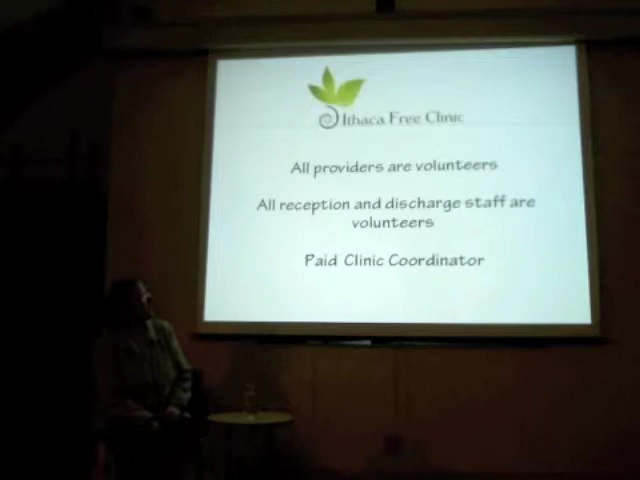 Ithaca Free Clinic
All providers are volunteers
All reception and discharge staff are
volunteers
Paid Clinic Coordinator